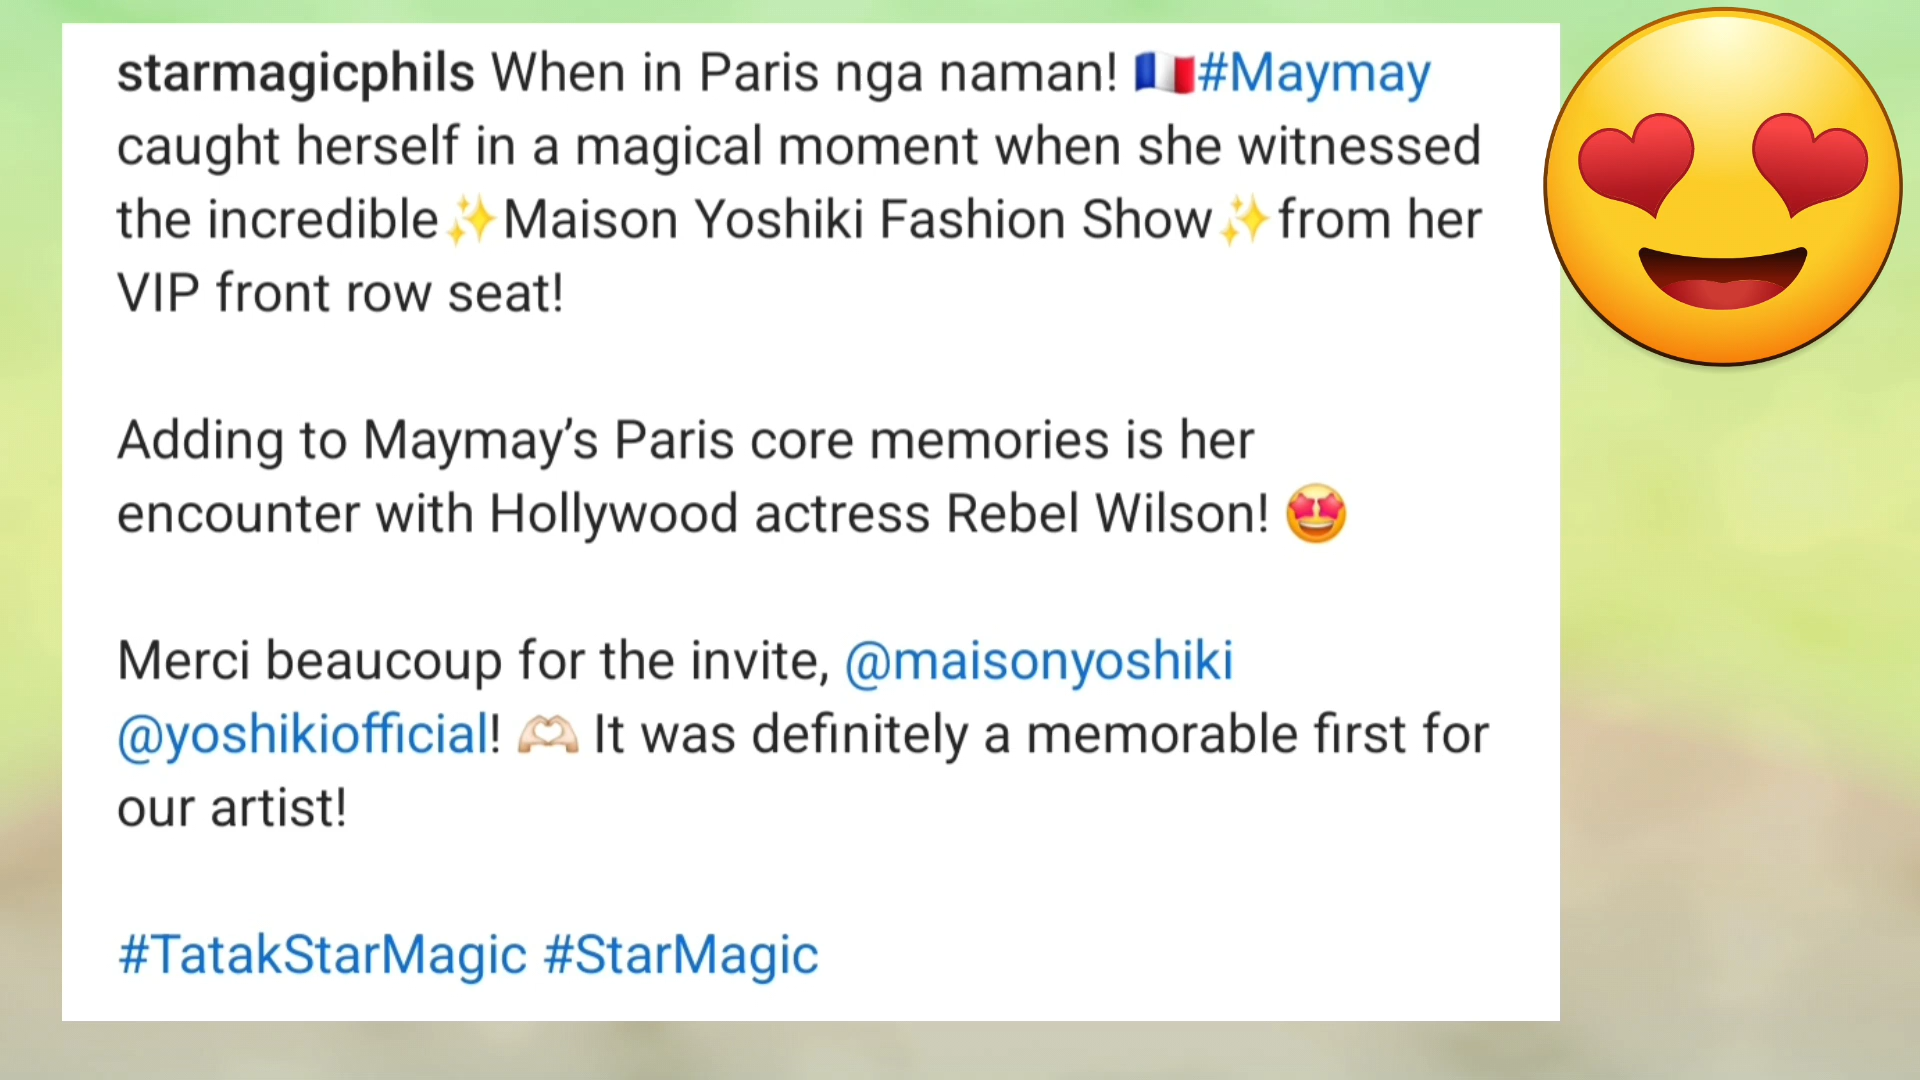 starmagicphils When in Paris nga naman! 🇫🇷#Maymay
caught herself in a magical moment when she witnessed
the incredible✨Maison Yoshiki Fashion Show✨from her
VIP front row seat!
Adding to Maymay’s Paris core memories is her
encounter with Hollywood actress Rebel Wilson! 🤩
Merci beaucoup for the invite, @maisonyoshiki
@yoshikiofficial! 🫶🏻 It was definitely a memorable first for
our artist!
#TatakStarMagic #StarMagic